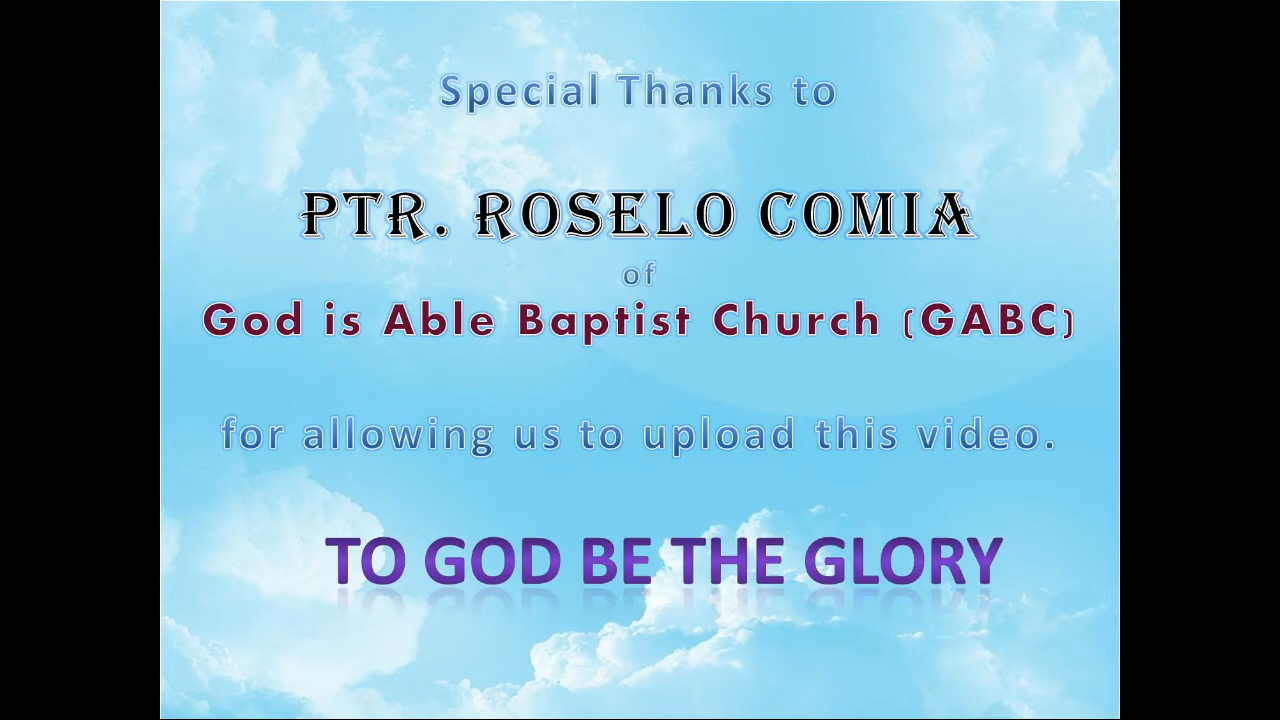 Special Thanks to
PTR. ROSELO COMIA
of
God is Able Baptist Church (GABC)
for allowing us to upload this video.
TO GOD BE THE GLORY